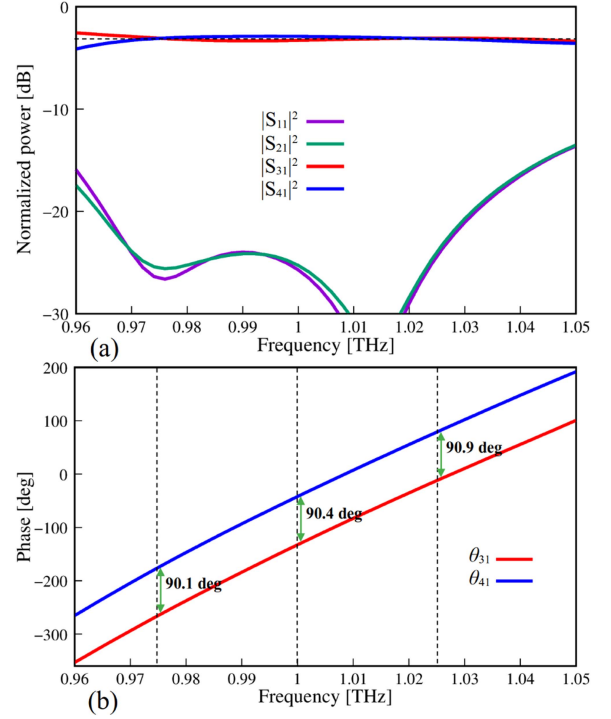 0
−10
−20
−30
Normalized power [dB]
|S₁₁|²
|S₂₁|²
|S₃₁|²
|S₄₁|²
0.96 0.97 0.98 0.99 1 1.01 1.02 1.03 1.04 1.05
(a) Frequency [THz]
200
100
0
−100
−200
−300
Phase [deg]
90.9 deg
90.4 deg
90.1 deg
θ₃₁
θ₄₁
0.96 0.97 0.98 0.99 1 1.01 1.02 1.03 1.04 1.05
(b) Frequency [THz]